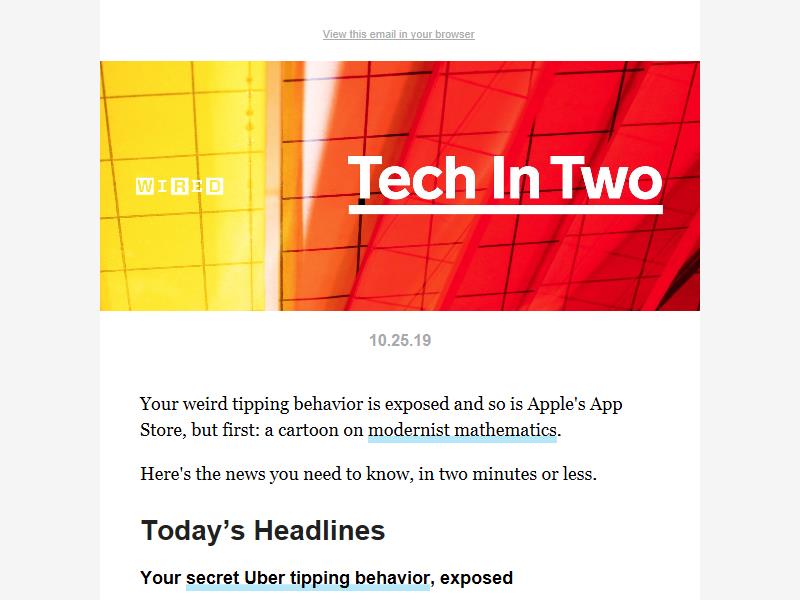 View this email in your browser
WIRED
Tech In Two
10.25.19
Your weird tipping behavior is exposed and so is Apple's App
Store, but first: a cartoon on modernist mathematics.
Here's the news you need to know, in two minutes or less.
Today’s Headlines
Your secret Uber tipping behavior, exposed